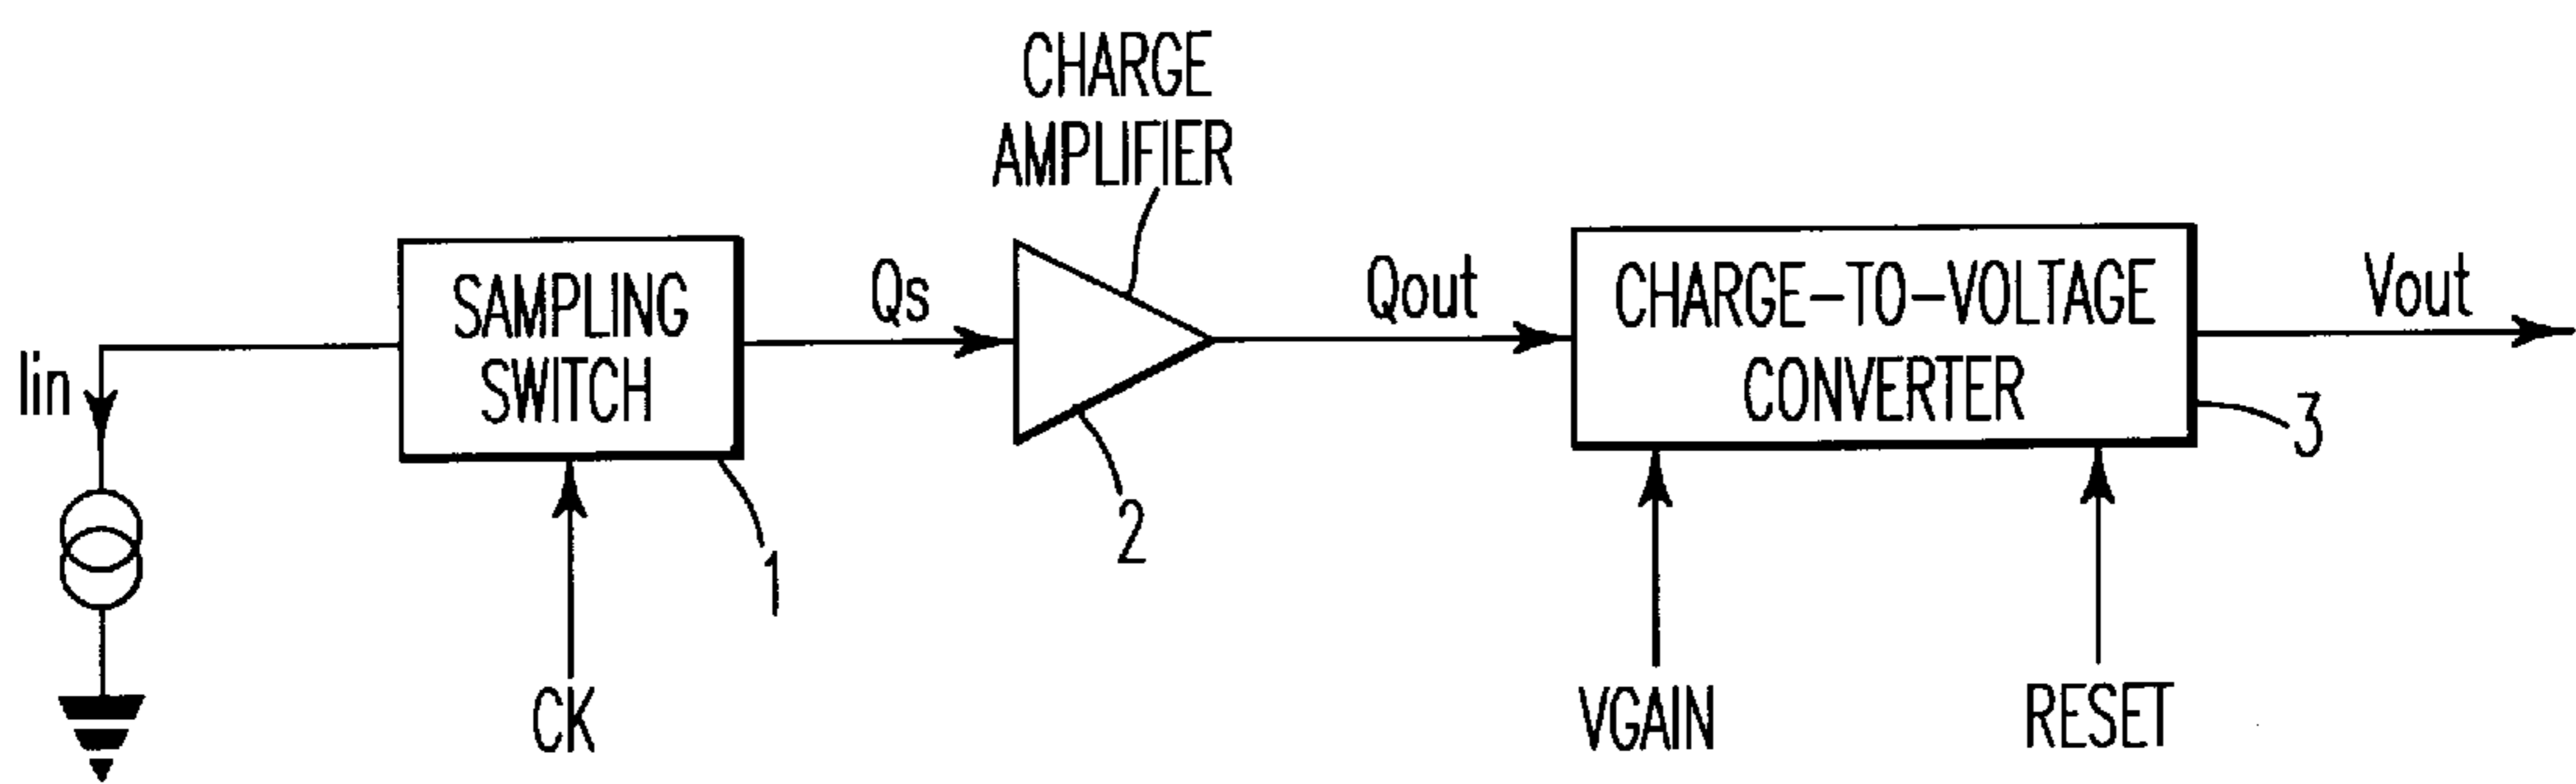 CHARGE
AMPLIFIER
Iin
SAMPLING
SWITCH
Qs
Qout
CHARGE-TO-VOLTAGE
CONVERTER
Vout
1
2
3
CK
VGAIN
RESET